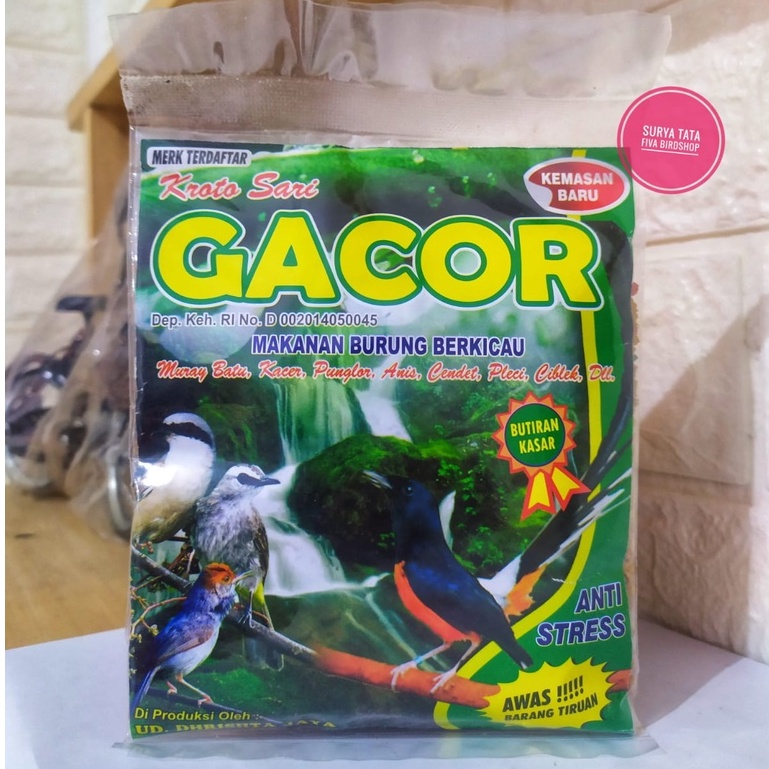 SURYA TATA
FIVA BIRDSHOP
MERK TERDAFTAR
Kroto Sari
KEMASAN
BARU
GACOR
Dep. Keh. RI No. D 002014050045
MAKANAN BURUNG BERKICAU
Muray Batu, Kacer, Punglor. Anis, Cendet, Pleci, Ciblek, Dll.
BUTIRAN
KASAR
ANTI
STRESS
AWAS !!!!!
BARANG TIRUAN
Di Produksi Oleh :
UD. DHRISHTA JAYA